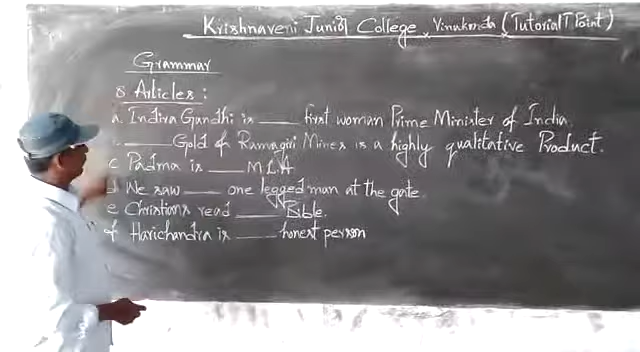 Krishnaveni Junior College, Vinukonda (Tutorial T Point)
Grammar
8 Articles :
a. Indira Gandhi is ____ first woman Prime Minister of India.
____ Gold of Ramagiri Mines is a highly qualitative Product.
c Padma is ____ MLA
d We saw ____ one legged man at the gate.
e Christians read ____ Bible.
f Harichandra is ____ honest person